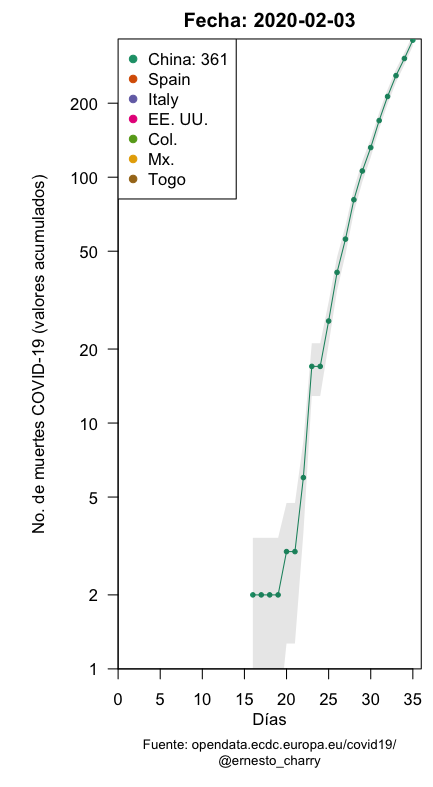 Fecha: 2020-02-03
China: 361
Spain
Italy
EE. UU.
Col.
Mx.
Togo
No. de muertes COVID-19 (valores acumulados)
200
100
50
20
10
5
2
1
0 5 10 15 20 25 30 35
Días
Fuente: opendata.ecdc.europa.eu/covid19/
@ernesto_charry